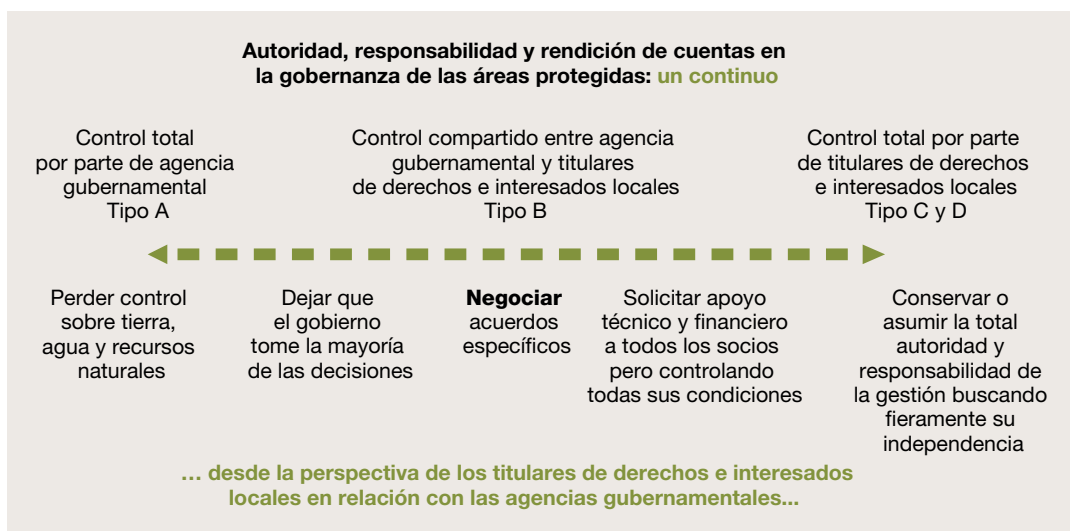 Autoridad, responsabilidad y rendición de cuentas en
la gobernanza de las áreas protegidas: un continuo
Control total
por parte de agencia
gubernamental
Tipo A
Control compartido entre agencia
gubernamental y titulares
de derechos e interesados locales
Tipo B
Control total por parte
de titulares de derechos
e interesados locales
Tipo C y D
Perder control
sobre tierra,
agua y recursos
naturales
Dejar que
el gobierno
tome la mayoría
de las decisiones
Negociar
acuerdos
específicos
Solicitar apoyo
técnico y financiero
a todos los socios
pero controlando
todas sus condiciones
Conservar o
asumir la total
autoridad y
responsabilidad de
la gestión buscando
fieramente su
independencia
… desde la perspectiva de los titulares de derechos e interesados
locales en relación con las agencias gubernamentales...